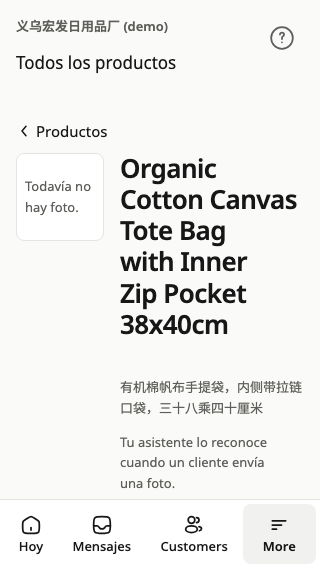 义乌宏发日用品厂 (demo)
Todos los productos
Productos
Todavía no
hay foto.
Organic
Cotton Canvas
Tote Bag
with Inner
Zip Pocket
38x40cm
有机棉帆布手提袋，内侧带拉链
口袋，三十八乘四十厘米
Tu asistente lo reconoce
cuando un cliente envía
una foto.
Hoy
Mensajes
Customers
More